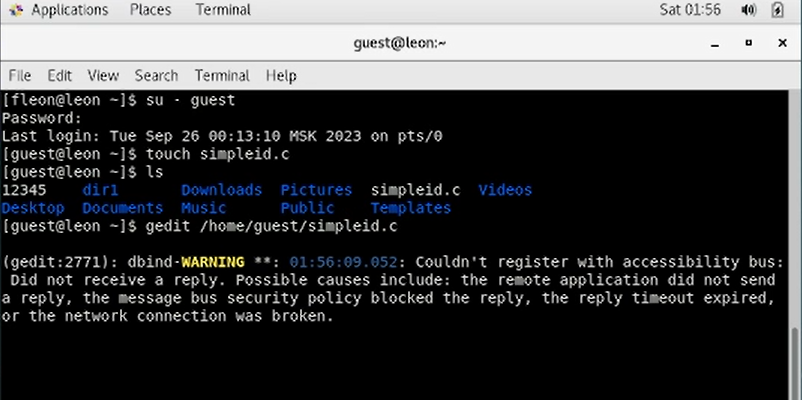 Applications Places Terminal Sat 01:56
guest@leon:~
File Edit View Search Terminal Help
[fleon@leon ~]$ su - guest
Password:
Last login: Tue Sep 26 00:13:10 MSK 2023 on pts/0
[guest@leon ~]$ touch simpleid.c
[guest@leon ~]$ ls
12345 dir1 Downloads Pictures simpleid.c Videos
Desktop Documents Music Public Templates
[guest@leon ~]$ gedit /home/guest/simpleid.c
(gedit:2771): dbind-WARNING **: 01:56:09.052: Couldn't register with accessibility bus:
Did not receive a reply. Possible causes include: the remote application did not send
a reply, the message bus security policy blocked the reply, the reply timeout expired,
or the network connection was broken.